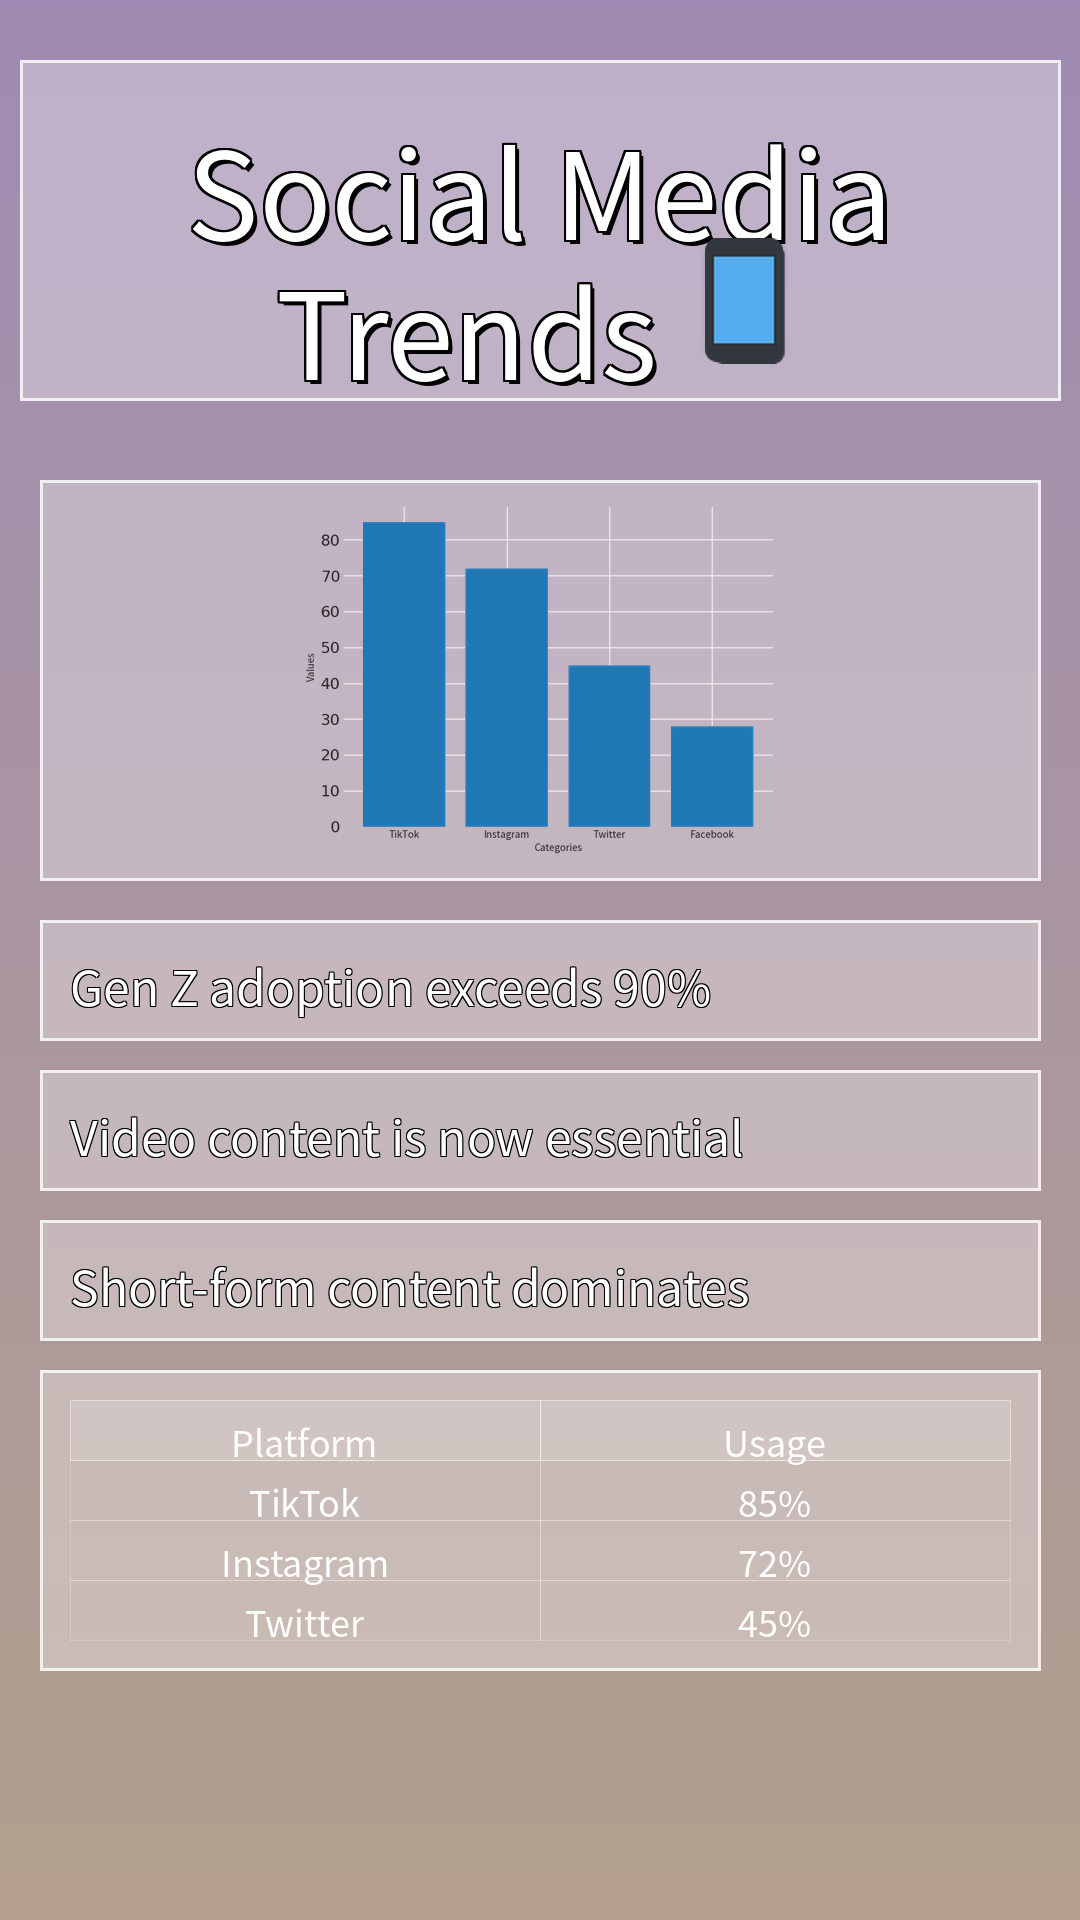 Social Media
Trends
80
70
60
50
40
30
20
10
0
Values
TikTok Instagram Twitter Facebook
Categories
Gen Z adoption exceeds 90%
Video content is now essential
Short-form content dominates
Platform Usage
TikTok 85%
Instagram 72%
Twitter 45%